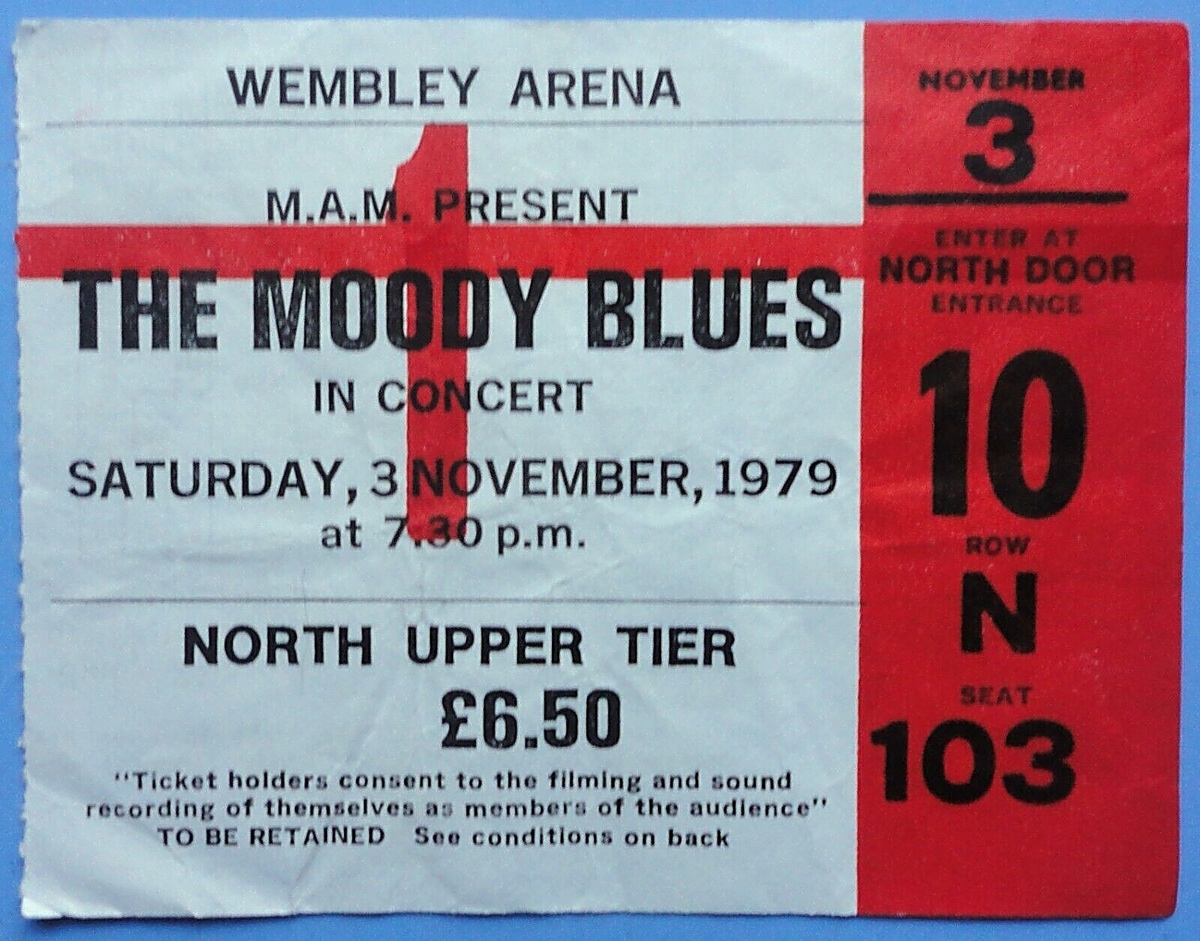 WEMBLEY ARENA
1
M.A.M. PRESENT
THE MOODY BLUES
IN CONCERT
SATURDAY, 3 NOVEMBER, 1979
at 7.30 p.m.
NORTH UPPER TIER
£6.50
"Ticket holders consent to the filming and sound
recording of themselves as members of the audience"
TO BE RETAINED See conditions on back
NOVEMBER
3
ENTER AT
NORTH DOOR
ENTRANCE
10
ROW
N
SEAT
103